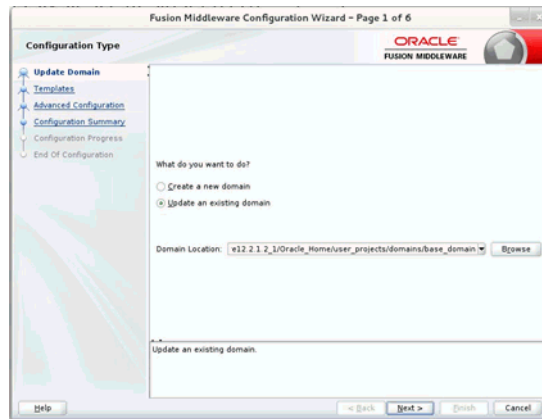 Fusion Middleware Configuration Wizard - Page 1 of 6
Configuration Type
ORACLE
FUSION MIDDLEWARE
Update Domain
Templates
Advanced Configuration
Configuration Summary
Configuration Progress
End Of Configuration
What do you want to do?
Create a new domain
Update an existing domain
Domain Location: e12.2.1.2_1/Oracle_Home/user_projects/domains/base_domain Browse
Update an existing domain.
Help < Back Next > Finish Cancel